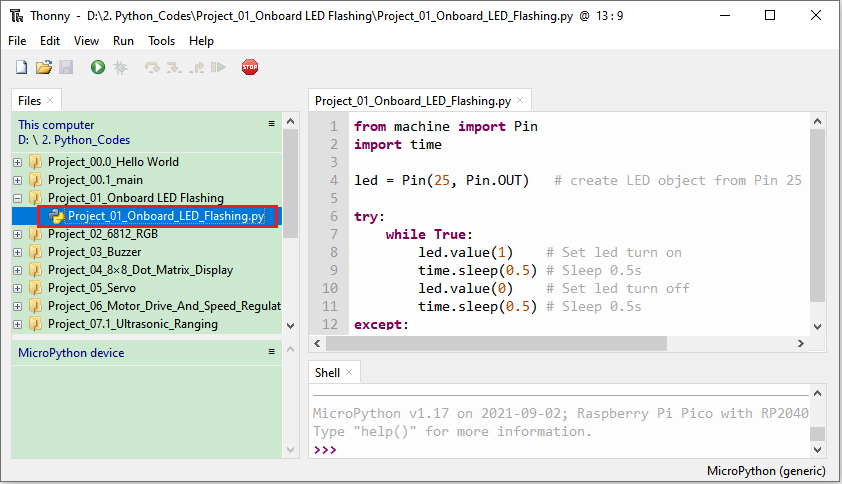 Thonny - D:\2. Python_Codes\Project_01_Onboard LED Flashing\Project_01_Onboard_LED_Flashing.py @ 13 : 9
File Edit View Run Tools Help
STOP
Files
This computer
D: \ 2. Python_Codes
Project_00.0_Hello World
Project_00.1_main
Project_01_Onboard LED Flashing
Project_01_Onboard_LED_Flashing.py
Project_02_6812_RGB
Project_03_Buzzer
Project_04_8×8_Dot_Matrix_Display
Project_05_Servo
Project_06_Motor_Drive_And_Speed_Regulat
Project_07.1_Ultrasonic_Ranging
MicroPython device
Project_01_Onboard_LED_Flashing.py
1 from machine import Pin
2 import time
3
4 led = Pin(25, Pin.OUT)   # create LED object from Pin 25
5
6 try:
7     while True:
8         led.value(1)    # Set led turn on
9         time.sleep(0.5) # Sleep 0.5s
10         led.value(0)    # Set led turn off
11         time.sleep(0.5) # Sleep 0.5s
12 except:
Shell
MicroPython v1.17 on 2021-09-02; Raspberry Pi Pico with RP2040
Type "help()" for more information.
>>>
MicroPython (generic)